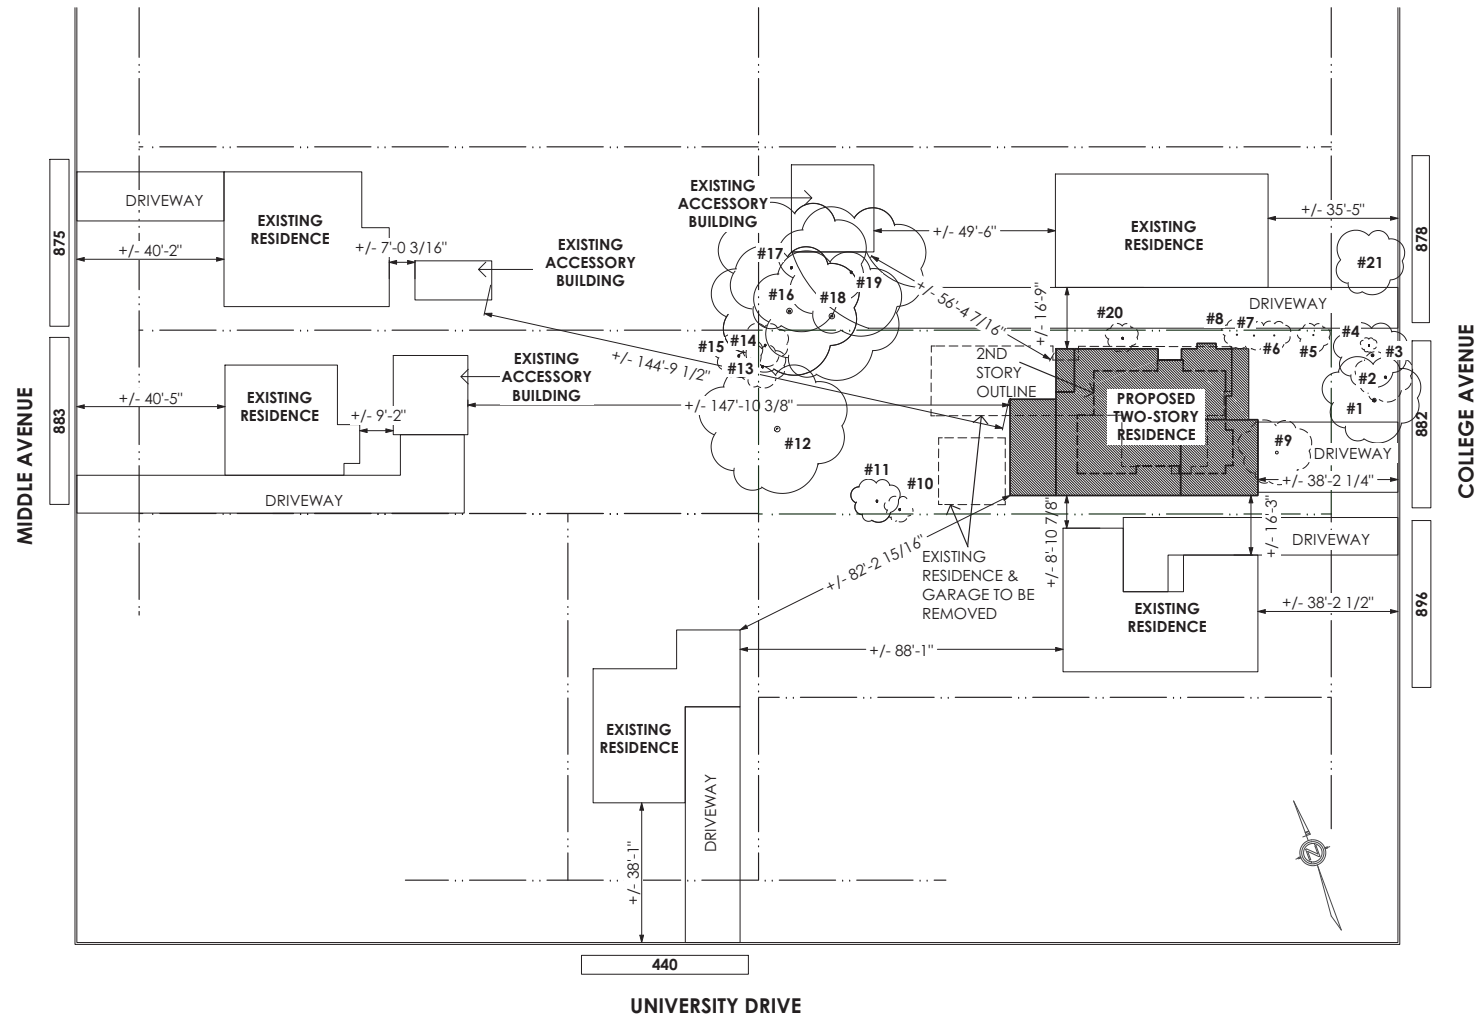 EXISTING
ACCESSORY
BUILDING
DRIVEWAY
EXISTING
RESIDENCE
875
+/- 40'-2"
+/- 7'-0 3/16"
EXISTING
ACCESSORY
BUILDING
#17
#16
#18
#19
+/- 49'-6"
EXISTING
RESIDENCE
+/- 35'-5"
878
#21
DRIVEWAY
+/- 56'-4 7/16"
+/- 16'-9"
#20
#8
#7
#6
#5
#4
#3
#2
#1
#15
#14
#13
+/- 144'-9 1/2"
2ND
STORY
OUTLINE
EXISTING
ACCESSORY
BUILDING
883
+/- 40'-5"
EXISTING
RESIDENCE
+/- 9'-2"
+/- 147'-10 3/8"
PROPOSED
TWO-STORY
RESIDENCE
882
#12
#9
DRIVEWAY
+/- 38'-2 1/4"
#11
#10
DRIVEWAY
MIDDLE AVENUE
COLLEGE AVENUE
+/- 82'-2 15/16"
EXISTING
RESIDENCE &
GARAGE TO BE
REMOVED
+/- 8'-10 7/8"
+/- 16'-3"
DRIVEWAY
EXISTING
RESIDENCE
+/- 38'-2 1/2"
896
+/- 88'-1"
EXISTING
RESIDENCE
DRIVEWAY
+/- 38'-1"
N
440
UNIVERSITY DRIVE